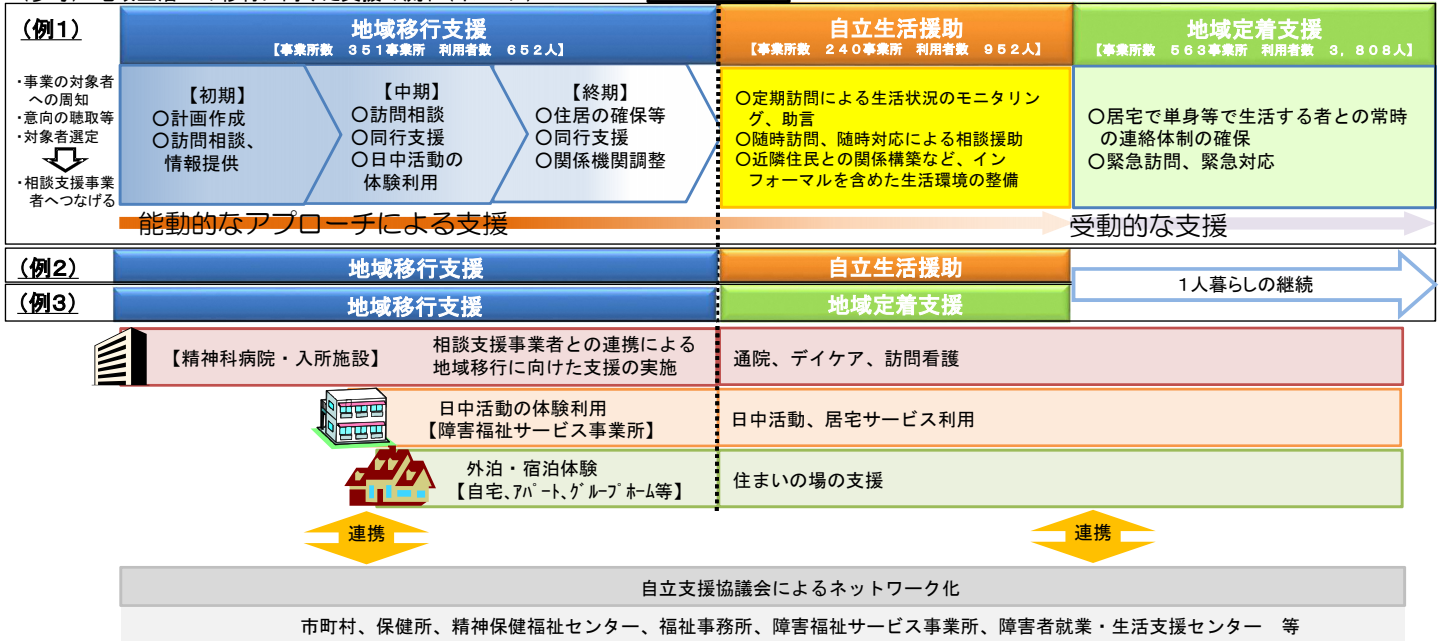 (例1)
地域移行支援
【事業所数 351事業所 利用者数 652人】
自立生活援助
【事業所数 240事業所 利用者数 952人】
地域定着支援
【事業所数 563事業所 利用者数 3,808人】
・事業の対象者
への周知
・意向の聴取等
・対象者選定
・相談支援事業
者へつなげる
【初期】
○計画作成
○訪問相談、
情報提供
【中期】
○訪問相談
○同行支援
○日中活動の
体験利用
【終期】
○住居の確保等
○同行支援
○関係機関調整
○定期訪問による生活状況のモニタリン
グ、助言
○随時訪問、随時対応による相談援助
○近隣住民との関係構築など、イン
フォーマルを含めた生活環境の整備
○居宅で単身等で生活する者との常時
の連絡体制の確保
○緊急訪問、緊急対応
能動的なアプローチによる支援
受動的な支援
(例2)
地域移行支援
自立生活援助
1人暮らしの継続
(例3)
地域移行支援
地域定着支援
【精神科病院・入所施設】
相談支援事業者との連携による
地域移行に向けた支援の実施
通院、デイケア、訪問看護
日中活動の体験利用
【障害福祉サービス事業所】
日中活動、居宅サービス利用
外泊・宿泊体験
【自宅、ｱﾊﾟｰﾄ、ｸﾞﾙｰﾌﾟﾎｰﾑ等】
住まいの場の支援
連携
連携
自立支援協議会によるネットワーク化
市町村、保健所、精神保健福祉センター、福祉事務所、障害福祉サービス事業所、障害者就業・生活支援センター 等